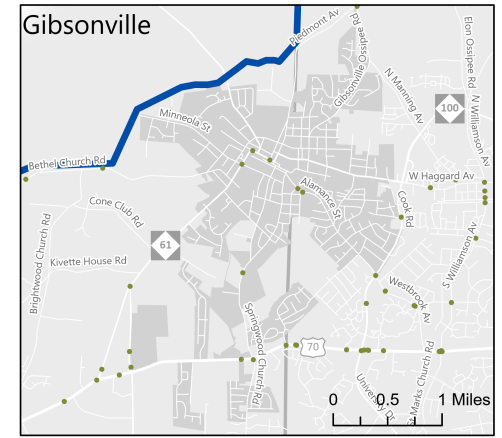 Gibsonville
Piedmont Av
Gibsonville Ossipee Rd
Elon Ossipee Rd
N Manning Av
N Williamson Av
100
Minneola St
Bethel Church Rd
W Haggard Av
Alamance St
Cone Club Rd
Cook Rd
Brightwood Church Rd
61
Kivette House Rd
S Williamson Av
Westbrook Av
Springwood Church Rd
70
University Dr
St Marks Church Rd
0 0.5 1 Miles